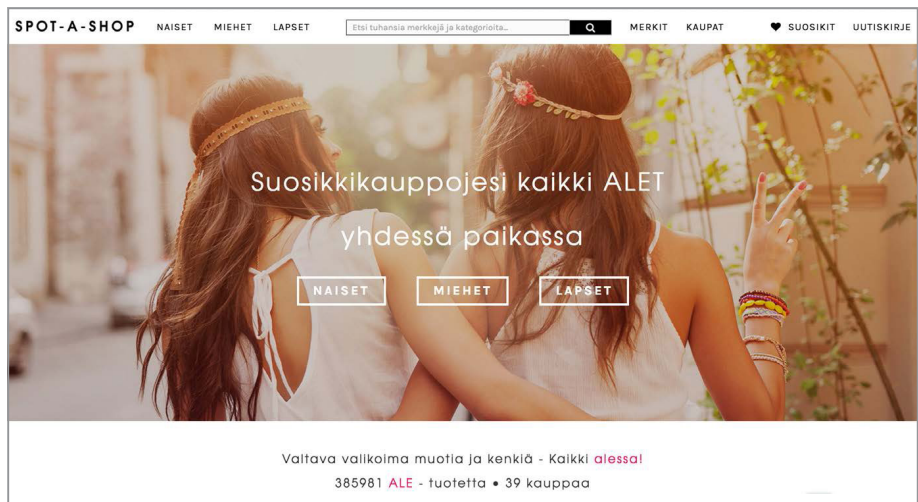 SPOT-A-SHOP NAISET MIEHET LAPSET Etsi tuhansia merkkejä ja kategorioita... MERKIT KAUPAT SUOSIKIT UUTISKIRJE
Suosikkikauppojesi kaikki ALET
yhdessä paikassa
NAISET MIEHET LAPSET
Valtava valikoima muotia ja kenkiä - Kaikki alessa!
385981 ALE - tuotetta • 39 kauppaa